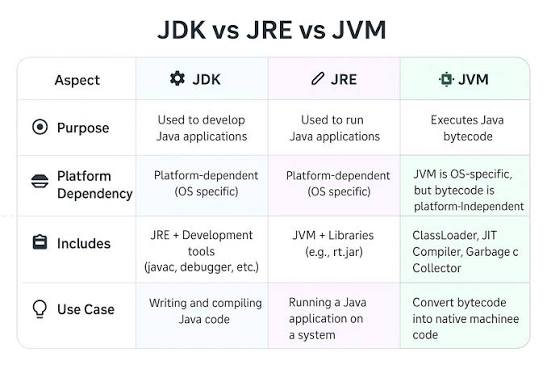 JDK vs JRE vs JVM
Aspect
JDK
JRE
JVM
Purpose
Used to develop
Java applications
Used to run
Java applications
Executes Java
bytecode
Platform
Dependency
Platform-dependent
(OS specific)
Platform-dependent
(OS specific)
JVM is OS-specific,
but bytecode is
platform-Independent
Includes
JRE + Development
tools
(javac, debugger, etc.)
JVM + Libraries
(e.g., rt.jar)
ClassLoader, JIT
Compiler, Garbage c
Collector
Use Case
Writing and compiling
Java code
Running a Java
application on
a system
Convert bytecode
into native machinee
code